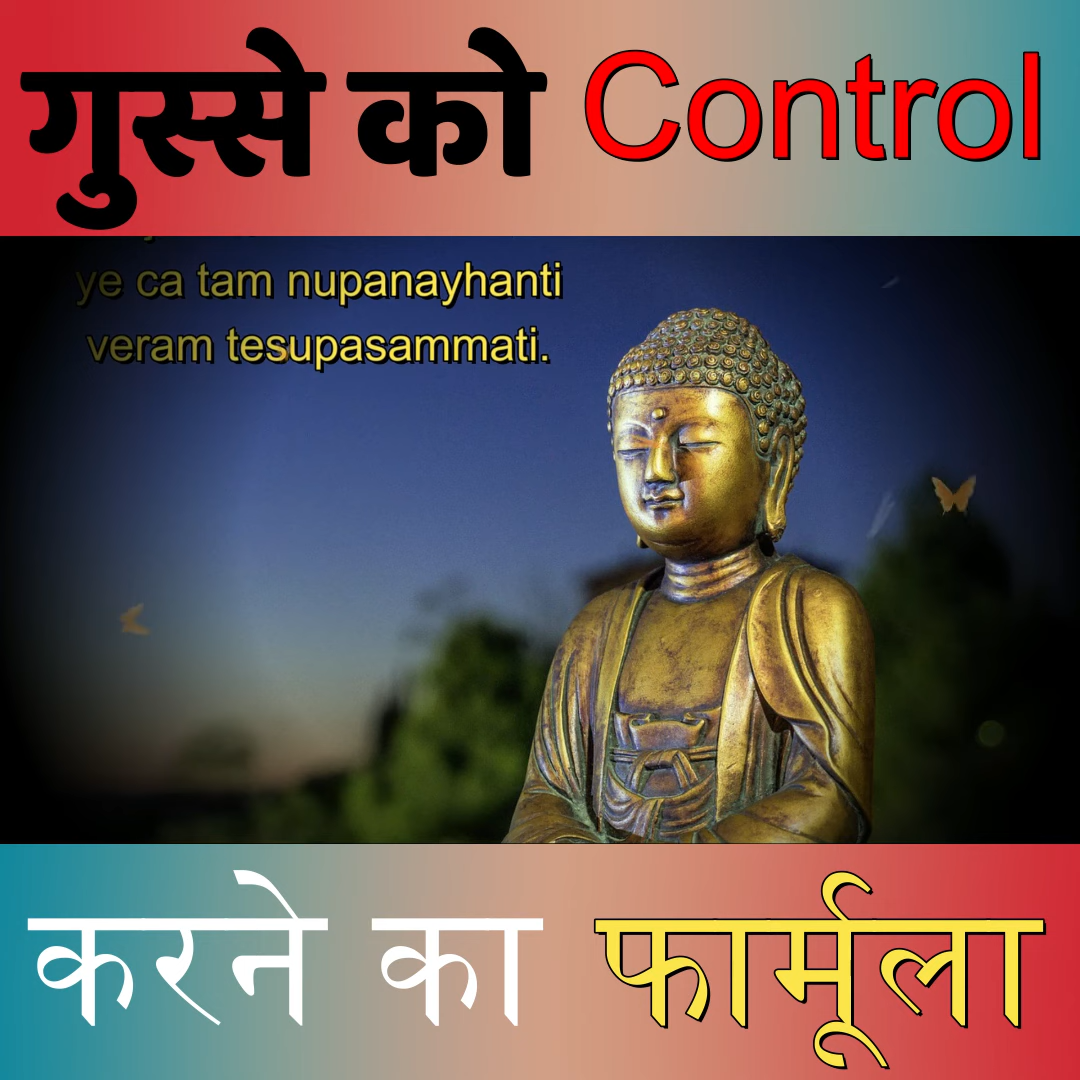 गुस्से को Control
ye ca tam nupanayhanti
veram tesupasammati.
करने का फार्मूला